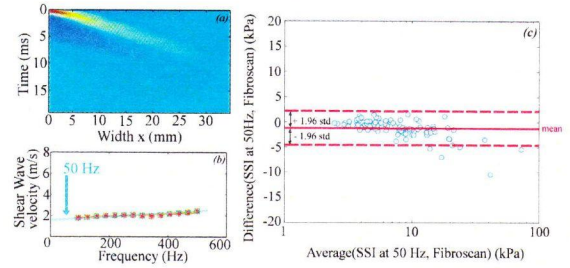 (a)
Time (ms)
0
5
10
15
0 5 10 15 20 25 30 35
Width x (mm)
(b)
50 Hz
Shear Wave
velocity (m/s)
8
6
4
2
0
200 400 600
Frequency (Hz)
(c)
Difference(SSI at 50Hz, Fibroscan) (kPa)
20
15
10
5
0
-5
-10
-15
-20
+ 1.96 std
- 1.96 std
mean
1 10 100
Average(SSI at 50 Hz, Fibroscan) (kPa)